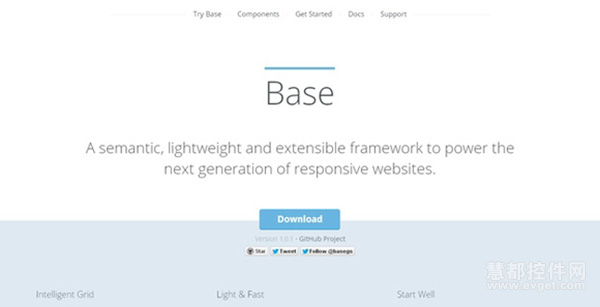 Try Base Components Get Started Docs Support
Base
A semantic, lightweight and extensible framework to power the
next generation of responsive websites.
Download
Version 1.0.1 - GitHub Project
Star Tweet Follow @basegs
Intelligent Grid Light & Fast Start Well
慧都控件网
www.evget.com